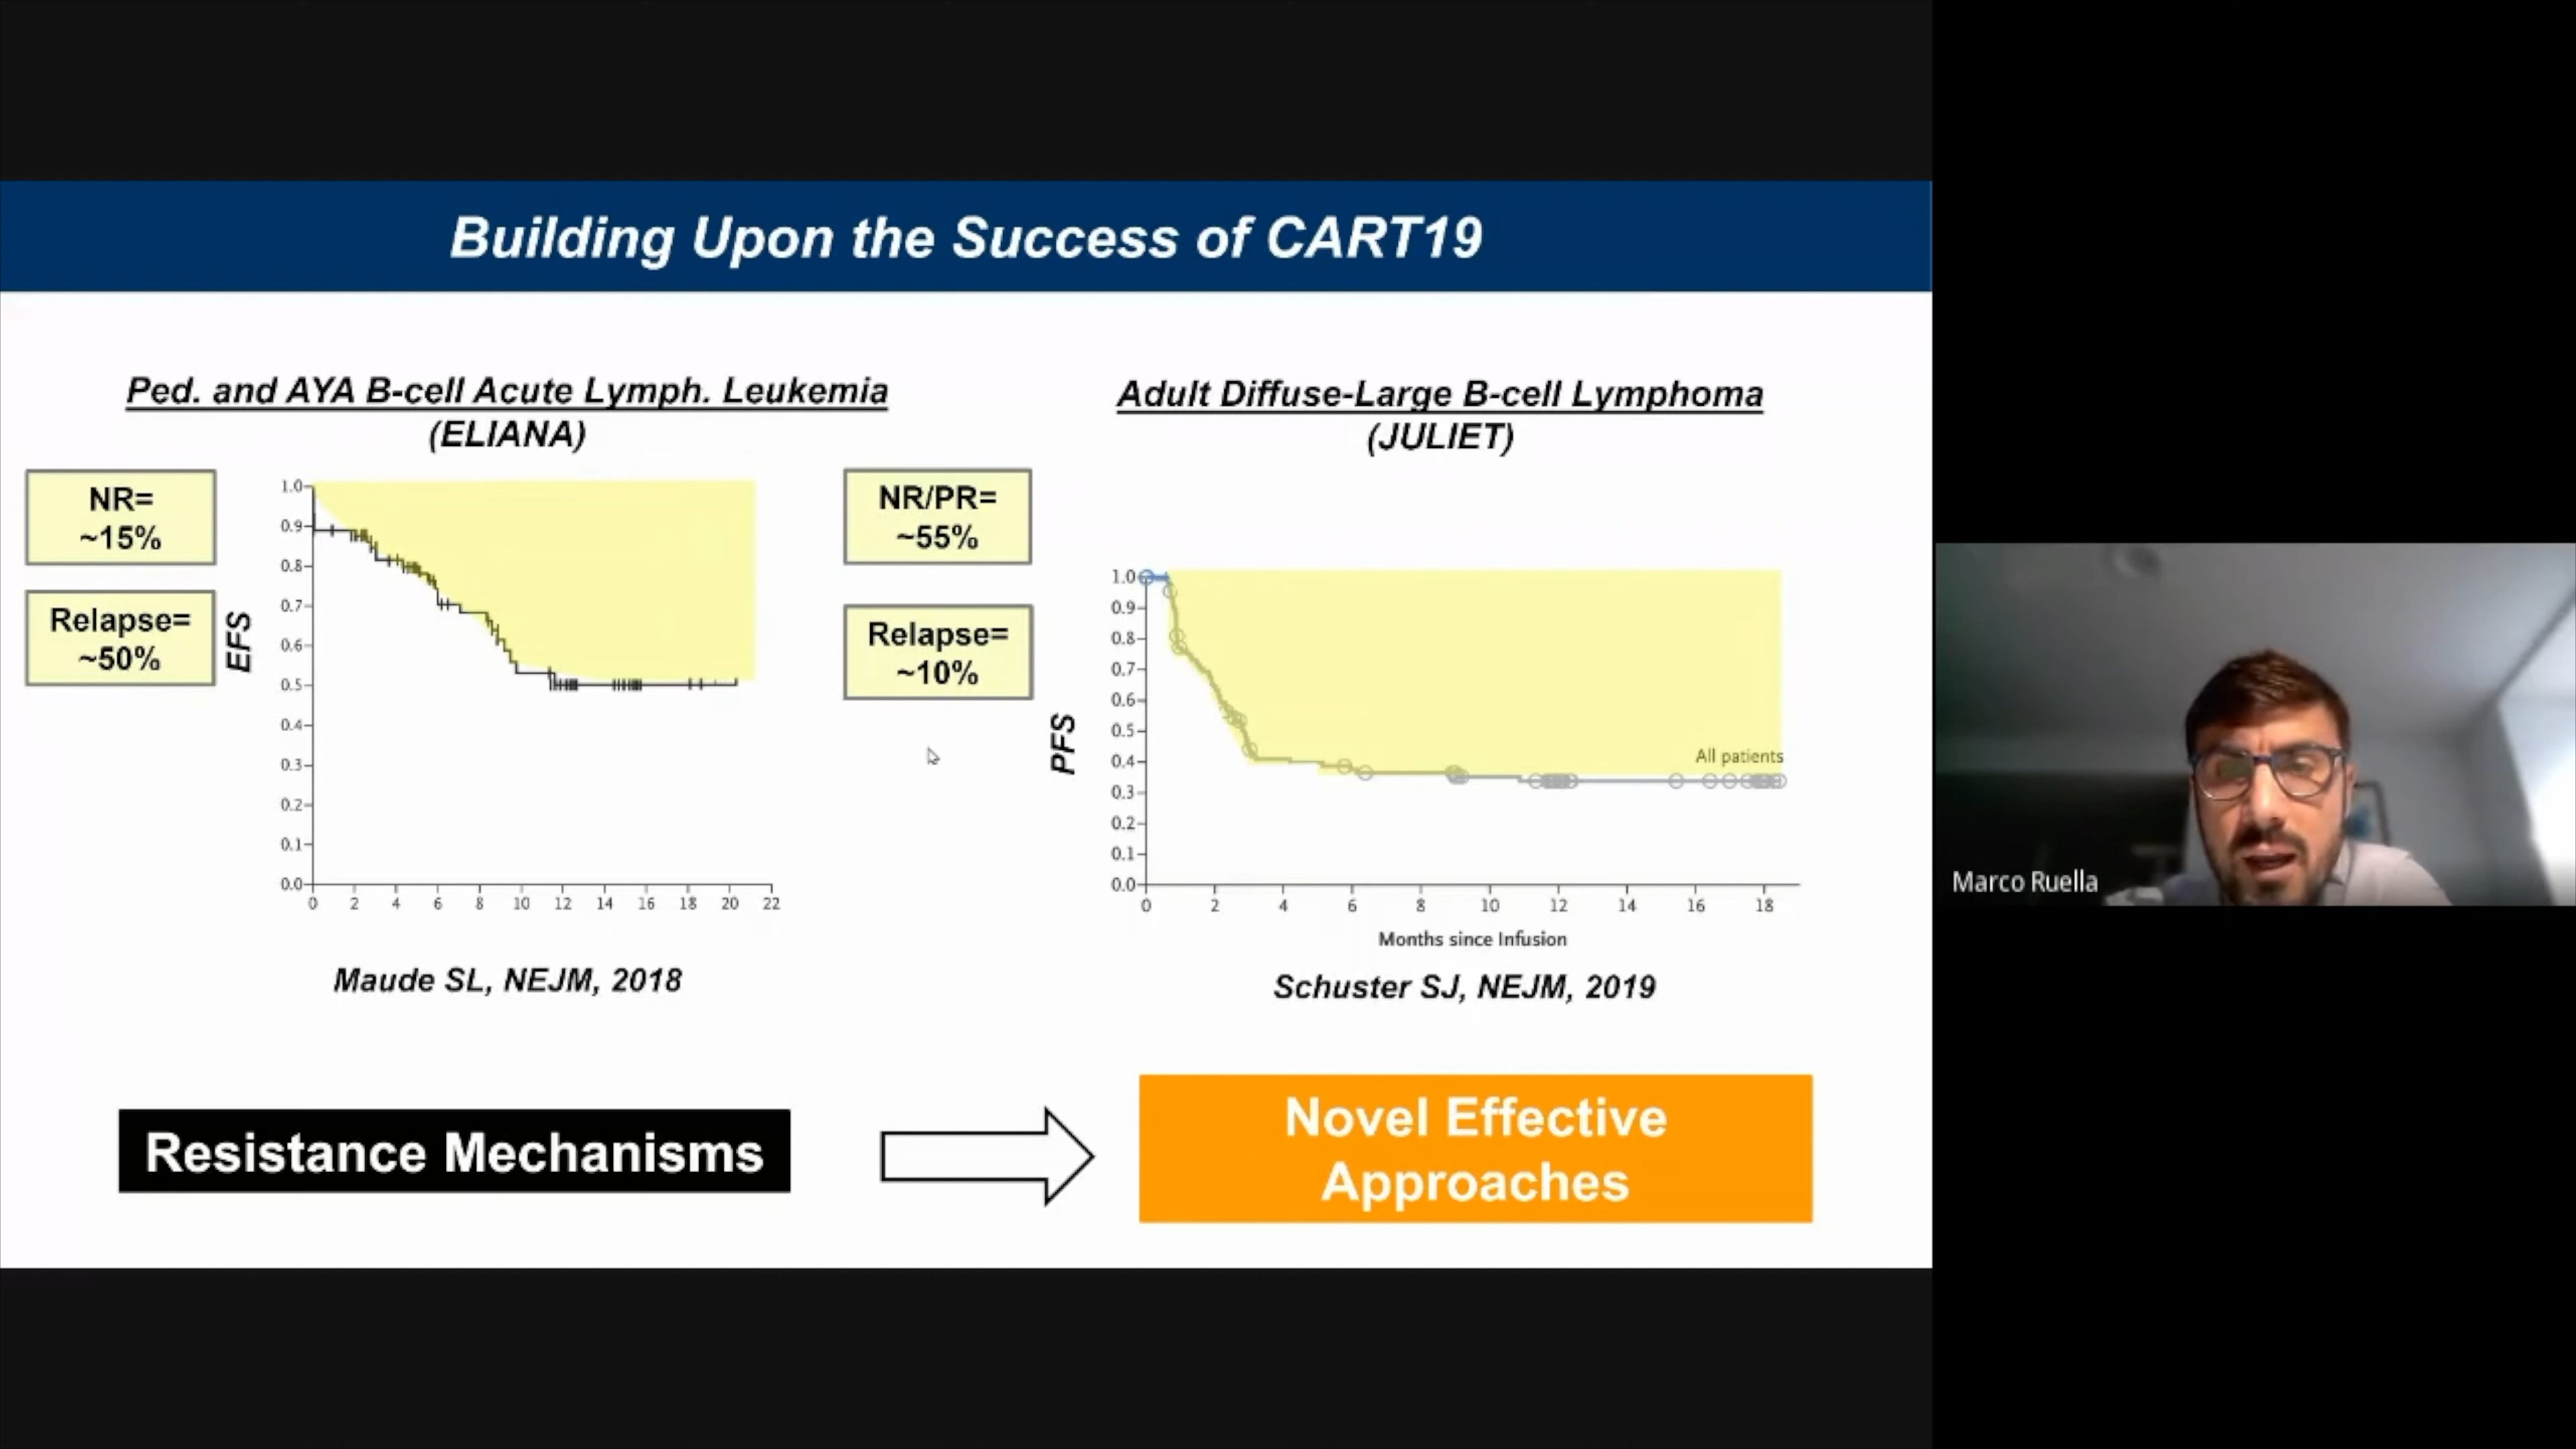 Building Upon the Success of CART19
Ped. and AYA B-cell Acute Lymph. Leukemia
(ELIANA)
NR=
~15%
Relapse=
~50%
EFS
1.0
0.9
0.8
0.7
0.6
0.5
0.4
0.3
0.2
0.1
0.0
0 2 4 6 8 10 12 14 16 18 20 22
Maude SL, NEJM, 2018
Adult Diffuse-Large B-cell Lymphoma
(JULIET)
NR/PR=
~55%
Relapse=
~10%
PFS
1.0
0.9
0.8
0.7
0.6
0.5
0.4
0.3
0.2
0.1
0.0
All patients
0 2 4 6 8 10 12 14 16 18
Months since Infusion
Schuster SJ, NEJM, 2019
Resistance Mechanisms
Novel Effective
Approaches
Marco Ruella